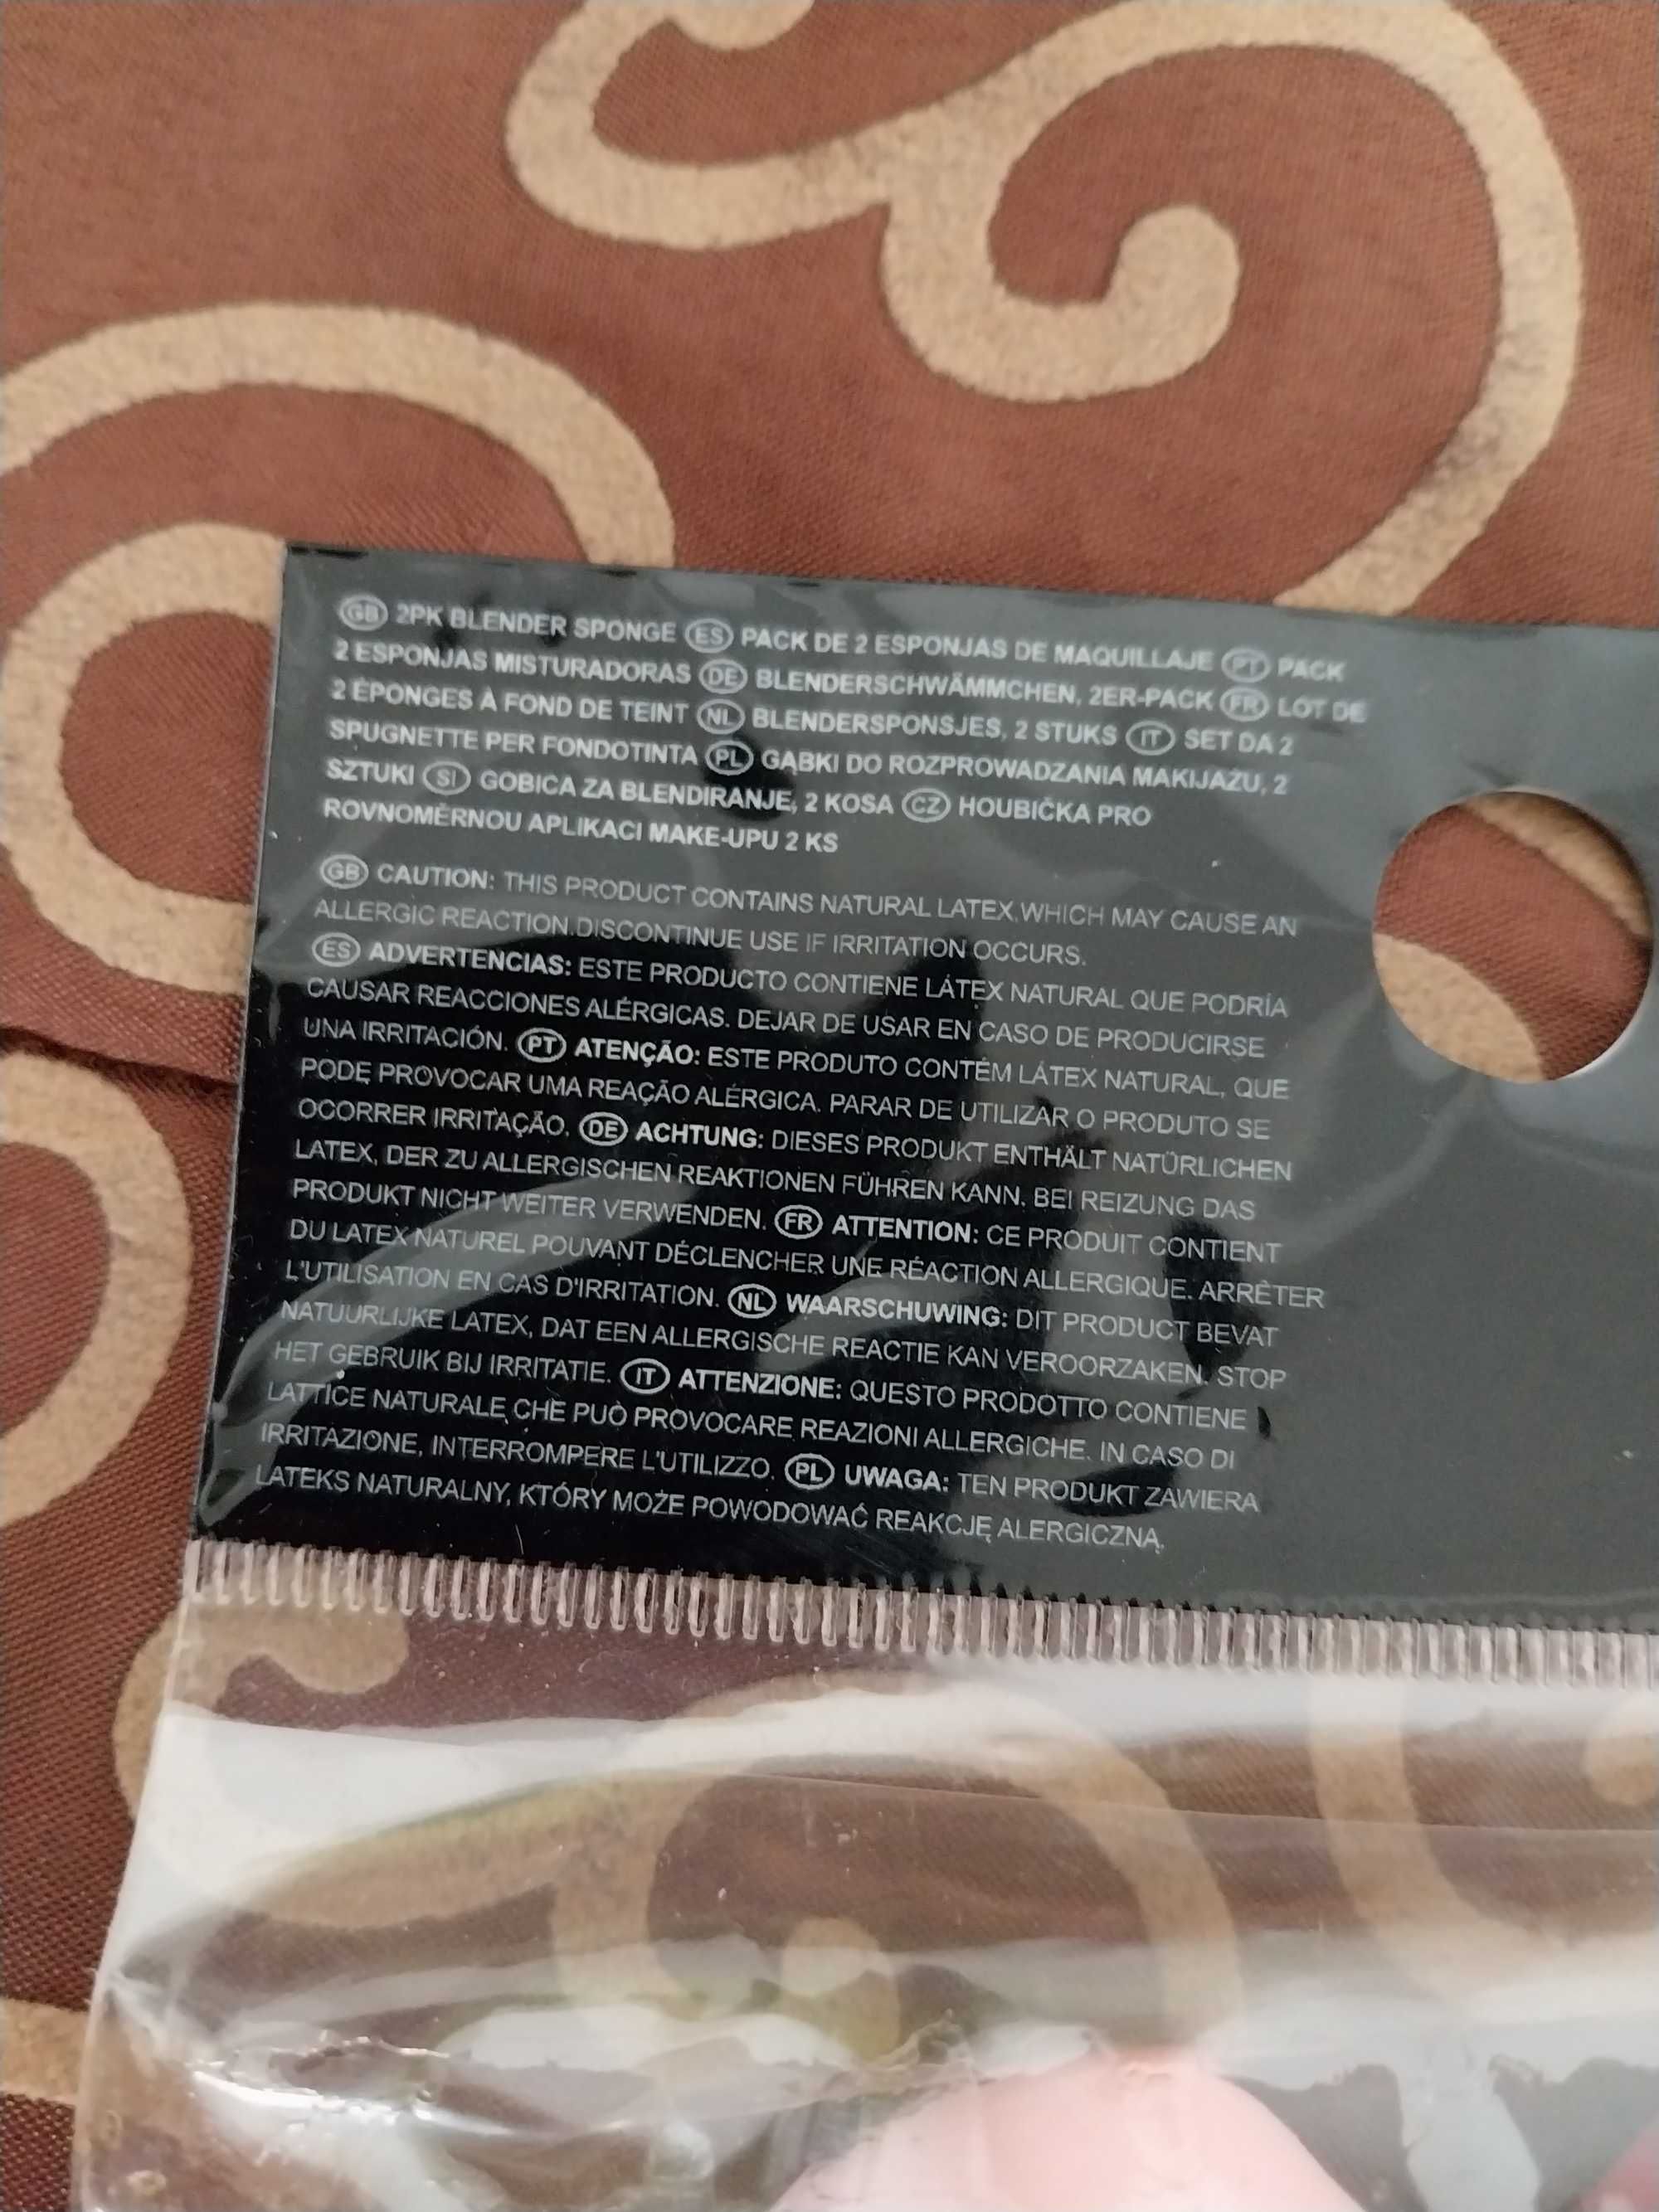 GB 2PK BLENDER SPONGE ES PACK DE 2 ESPONJAS DE MAQUILLAJE PT PACK
2 ESPONJAS MISTURADORAS DE BLENDERSCHWÄMMCHEN, 2ER-PACK FR LOT DE
2 ÉPONGES À FOND DE TEINT NL BLENDERSPONSJES, 2 STUKS IT SET DA 2
SPUGNETTE PER FONDOTINTA PL GĄBKI DO ROZPROWADZANIA MAKIJAŻU, 2
SZTUKI SI GOBICA ZA BLENDIRANJE, 2 KOSA CZ HOUBIČKA PRO
ROVNOMĚRNOU APLIKACI MAKE-UPU 2 KS
GB CAUTION: THIS PRODUCT CONTAINS NATURAL LATEX,WHICH MAY CAUSE AN
ALLERGIC REACTION.DISCONTINUE USE IF IRRITATION OCCURS.
ES ADVERTENCIAS: ESTE PRODUCTO CONTIENE LÁTEX NATURAL QUE PODRÍA
CAUSAR REACCIONES ALÉRGICAS. DEJAR DE USAR EN CASO DE PRODUCIRSE
UNA IRRITACIÓN. PT ATENÇÃO: ESTE PRODUTO CONTÉM LÁTEX NATURAL, QUE
PODE PROVOCAR UMA REAÇÃO ALÉRGICA. PARAR DE UTILIZAR O PRODUTO SE
OCORRER IRRITAÇÃO. DE ACHTUNG: DIESES PRODUKT ENTHÄLT NATÜRLICHEN
LATEX, DER ZU ALLERGISCHEN REAKTIONEN FÜHREN KANN. BEI REIZUNG DAS
PRODUKT NICHT WEITER VERWENDEN. FR ATTENTION: CE PRODUIT CONTIENT
DU LATEX NATUREL POUVANT DÉCLENCHER UNE RÉACTION ALLERGIQUE. ARRÊTER
L'UTILISATION EN CAS D'IRRITATION. NL WAARSCHUWING: DIT PRODUCT BEVAT
NATUURLIJKE LATEX, DAT EEN ALLERGISCHE REACTIE KAN VEROORZAKEN. STOP
HET GEBRUIK BIJ IRRITATIE. IT ATTENZIONE: QUESTO PRODOTTO CONTIENE
LATTICE NATURALE CHE PUÒ PROVOCARE REAZIONI ALLERGICHE. IN CASO DI
IRRITAZIONE, INTERROMPERE L'UTILIZZO. PL UWAGA: TEN PRODUKT ZAWIERA
LATEKS NATURALNY, KTÓRY MOŻE POWODOWAĆ REAKCJĘ ALERGICZNĄ.